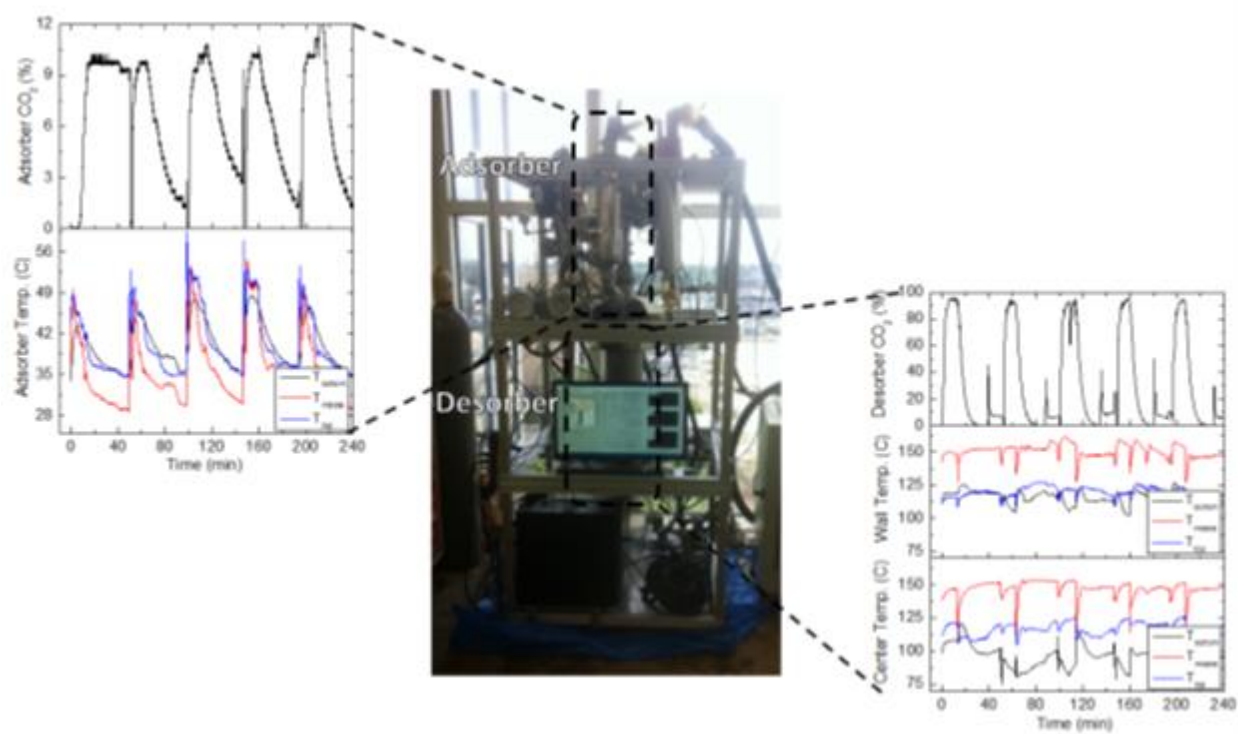 12
9
6
3
0
Adsorber CO₂ (%)
56
49
42
35
28
Adsorber Temp. (C)
T
T
T
0 40 80 120 160 200 240
Time (min)
Adsorber
Desorber
100
80
60
40
20
0
Desorber CO₂ (%)
150
125
100
75
Wall Temp. (C)
T
T
T
150
125
100
75
Center Temp. (C)
T
T
T
0 40 80 120 160 200 240
Time (min)